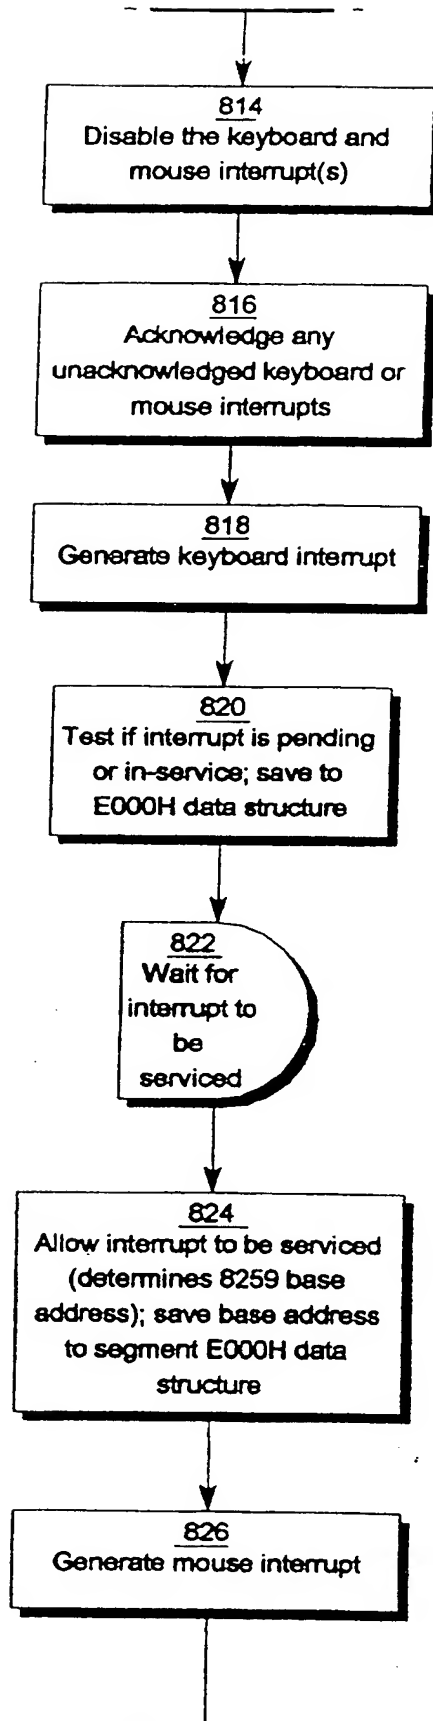 814
Disable the keyboard and
mouse interrupt(s)
816
Acknowledge any
unacknowledged keyboard or
mouse interrupts
818
Generate keyboard interrupt
820
Test if interrupt is pending
or in-service; save to
E000H data structure
822
Wait for
interrupt to
be
serviced
824
Allow interrupt to be serviced
(determines 8259 base
address); save base address
to segment E000H data
structure
826
Generate mouse interrupt